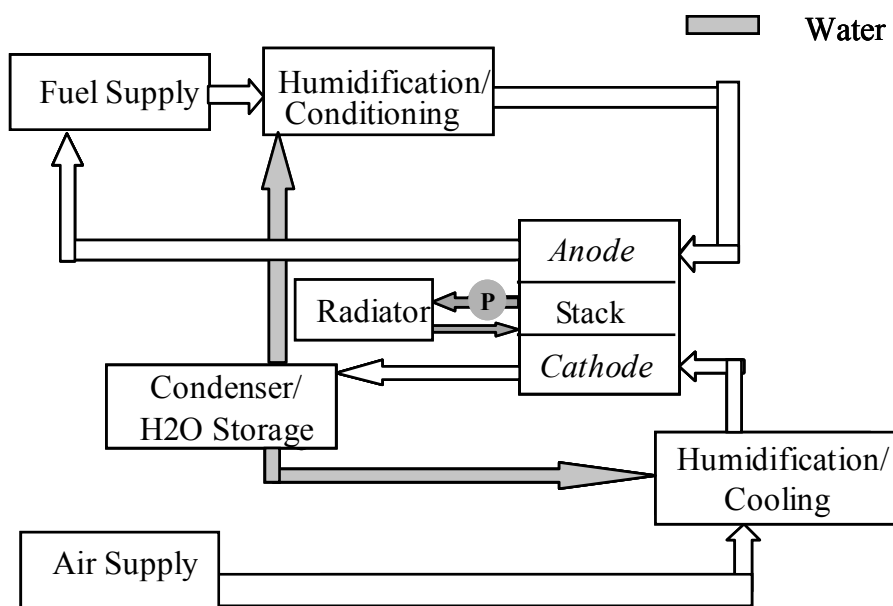 Water
Fuel Supply
Humidification/
Conditioning
Anode
P
Radiator
Stack
Cathode
Condenser/
H2O Storage
Humidification/
Cooling
Air Supply